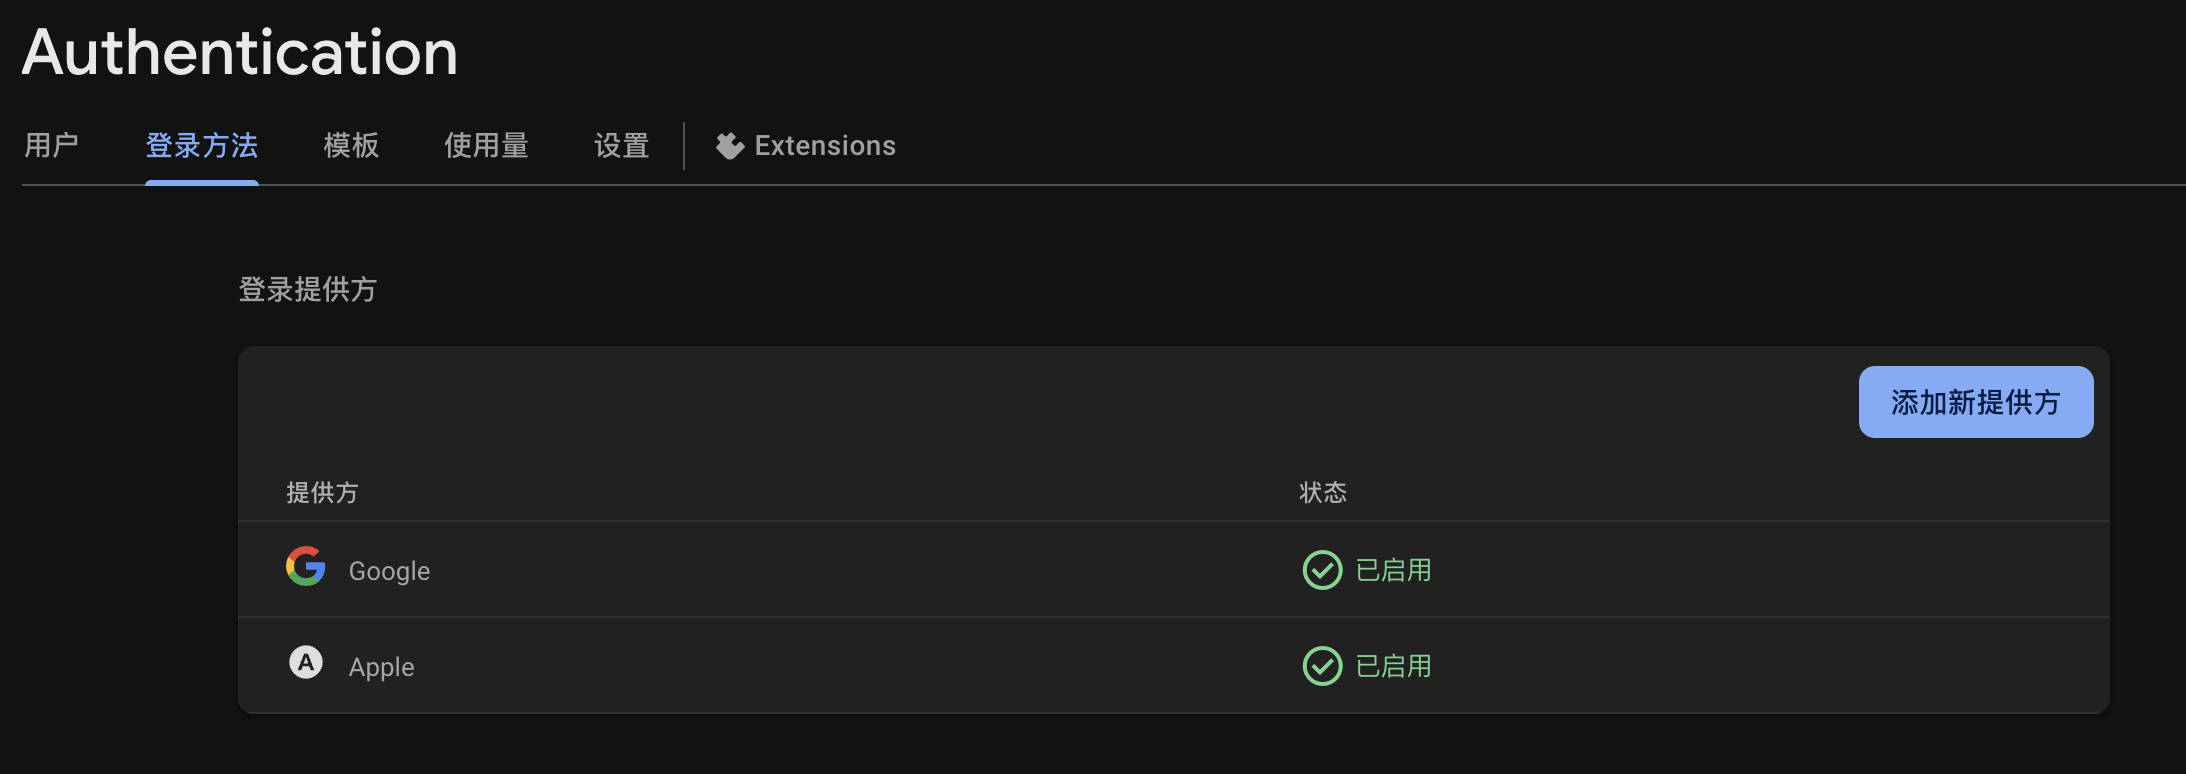 Authentication
用户 登录方法 模板 使用量 设置 Extensions
登录提供方
添加新提供方
提供方 状态
Google 已启用
A Apple 已启用